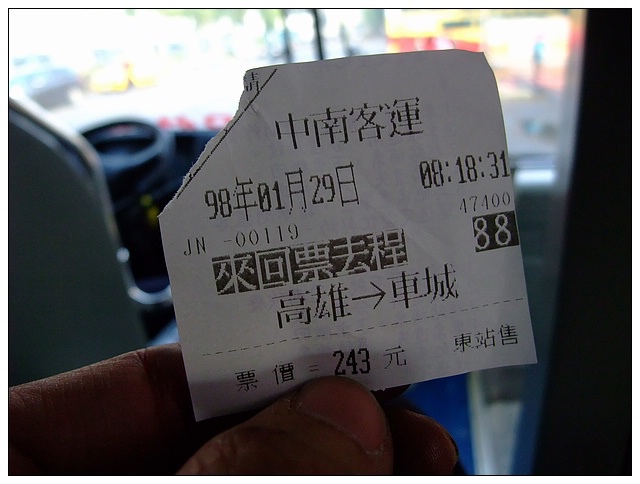 請
中南客運
98年01月29日 08:18:31
47400
JN -00119 88
來回票去程
高雄→車城
票價= 243 元 東站售